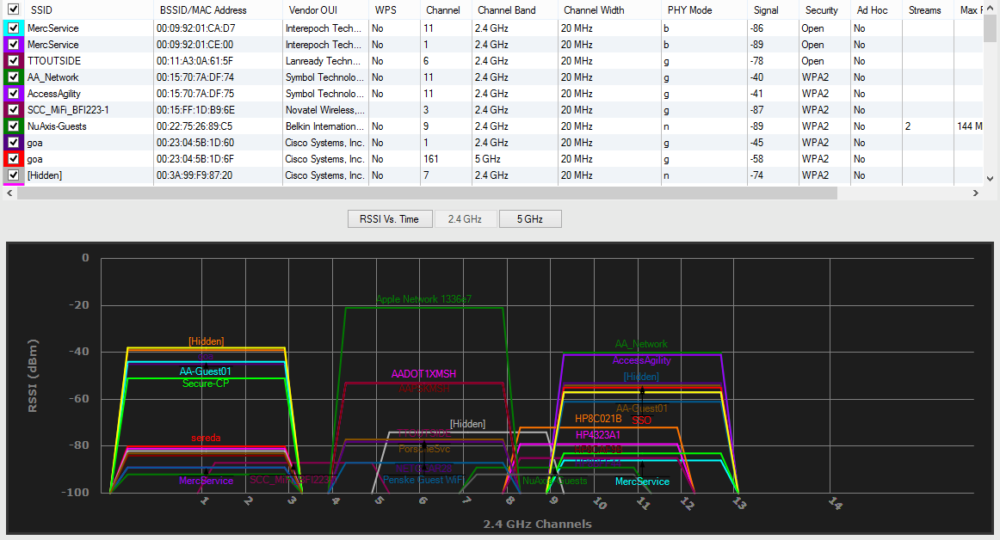 SSID BSSID/MAC Address Vendor OUI WPS Channel Channel Band Channel Width PHY Mode Signal Security Ad Hoc Streams Max
MercService 00:09:92:01:CA:D7 Interepoch Tech... No 11 2.4 GHz 20 MHz b -86 Open No
MercService 00:09:92:01:CE:00 Interepoch Tech... No 1 2.4 GHz 20 MHz b -89 Open No
TTOUTSIDE 00:11:A3:0A:61:5F Lanready Techn... No 6 2.4 GHz 20 MHz g -78 Open No
AA_Network 00:15:70:7A:DF:74 Symbol Technolo... No 11 2.4 GHz 20 MHz g -40 WPA2 No
AccessAgility 00:15:70:7A:DF:75 Symbol Technolo... No 11 2.4 GHz 20 MHz g -41 WPA2 No
SCC_MiFi_BFI223-1 00:15:FF:1D:B9:6E Novatel Wireless,... 3 2.4 GHz 20 MHz g -87 WPA2 No
NuAxis-Guests 00:22:75:26:89:C5 Belkin Internation... No 9 2.4 GHz 20 MHz n -89 WPA2 No 2 144 M
goa 00:23:04:5B:1D:60 Cisco Systems, Inc. No 1 2.4 GHz 20 MHz g -45 WPA2 No
goa 00:23:04:5B:1D:6F Cisco Systems, Inc. No 161 5 GHz 20 MHz g -58 WPA2 No
[Hidden] 00:3A:99:F9:87:20 Cisco Systems, Inc. No 7 2.4 GHz 20 MHz n -74 WPA2 No
RSSI Vs. Time 2.4 GHz 5 GHz
RSSI (dBm)
0
-20
-40
-60
-80
-100
Apple Network 1336e7
[Hidden]
goa
AA-Guest01
Secure-CP
AA_Network
AccessAgility
[Hidden]
AADOT1XMSH
AAPSKMSH
AA-Guest01
HP8C021B
SSO
[Hidden]
TTOUTSIDE
HP4323A1
sereda
PorscheSvc
MercService
Penske Guest WiFi
NuAxis-Guests
MercService
1 2 3 4 5 6 7 8 9 10 11 12 13 14
2.4 GHz Channels